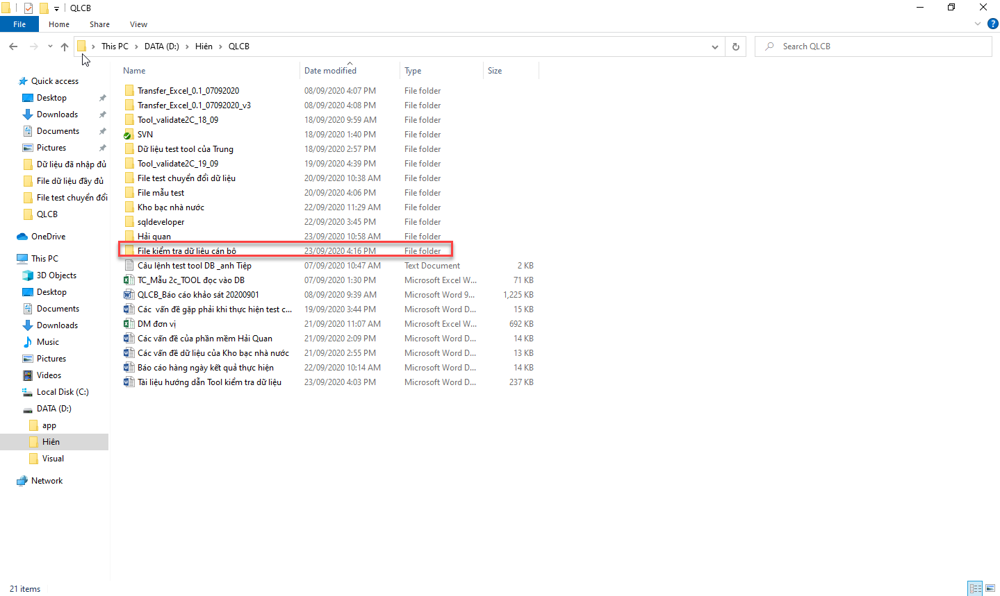 QLCB
File Home Share View
This PC > DATA (D:) > Hiên > QLCB
Search QLCB
Name Date modified Type Size
Quick access
Desktop
Downloads
Documents
Pictures
Dữ liệu đã nhập đủ
File dữ liệu đầy đủ
File test chuyển đổi
QLCB
OneDrive
This PC
3D Objects
Desktop
Documents
Downloads
Music
Pictures
Videos
Local Disk (C:)
DATA (D:)
app
Hiên
Visual
Network
Transfer_Excel_0.1_07092020 08/09/2020 4:07 PM File folder
Transfer_Excel_0.1_07092020_v3 08/09/2020 4:08 PM File folder
Tool_validate2C_18_09 18/09/2020 9:59 AM File folder
SVN 18/09/2020 1:40 PM File folder
Dữ liệu test tool của Trung 18/09/2020 2:57 PM File folder
Tool_validate2C_19_09 19/09/2020 4:39 PM File folder
File test chuyển đổi dữ liệu 20/09/2020 10:38 AM File folder
File mẫu test 20/09/2020 4:06 PM File folder
Kho bạc nhà nước 22/09/2020 11:29 AM File folder
sqldeveloper 22/09/2020 3:45 PM File folder
Hải quan 23/09/2020 10:58 AM File folder
File kiểm tra dữ liệu cán bộ 23/09/2020 4:16 PM File folder
Câu lệnh test tool DB _anh Tiệp 07/09/2020 10:47 AM Text Document 2 KB
TC_Mẫu 2c_TOOL đọc vào DB 07/09/2020 1:30 PM Microsoft Excel W... 71 KB
QLCB_Báo cáo khảo sát 20200901 08/09/2020 9:39 AM Microsoft Word 9... 1,225 KB
Các  vấn đề gặp phải khi thực hiện test c... 19/09/2020 3:44 PM Microsoft Word D... 15 KB
DM đơn vị 21/09/2020 11:07 AM Microsoft Excel W... 692 KB
Các vấn đề của phần mềm Hải Quan 21/09/2020 2:09 PM Microsoft Word D... 14 KB
Các vấn đề dữ liệu của Kho bạc nhà nước 21/09/2020 2:55 PM Microsoft Word D... 13 KB
Báo cáo hàng ngày kết quả thực hiện 22/09/2020 10:14 AM Microsoft Word D... 14 KB
Tài liệu hướng dẫn Tool kiểm tra dữ liệu 23/09/2020 4:03 PM Microsoft Word D... 237 KB
21 items